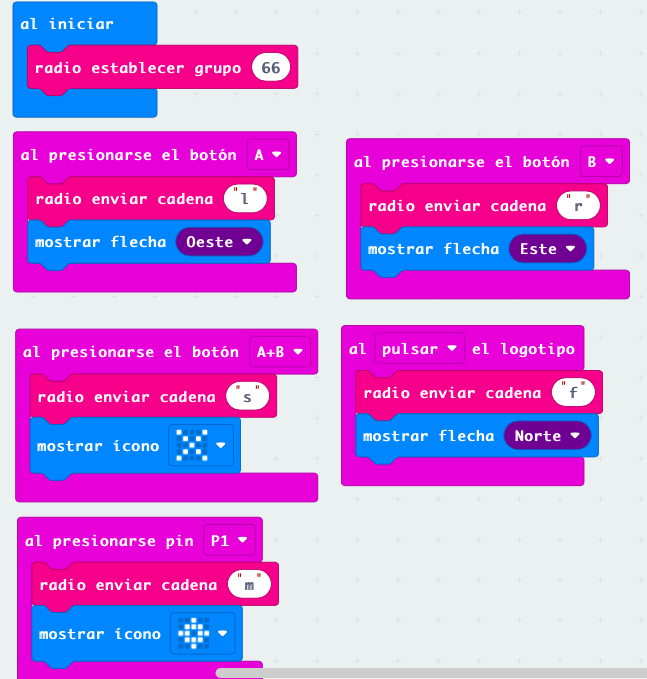 al iniciar
radio establecer grupo 66
al presionarse el botón A
radio enviar cadena "l"
mostrar flecha Oeste
al presionarse el botón B
radio enviar cadena "r"
mostrar flecha Este
al presionarse el botón A+B
radio enviar cadena "s"
mostrar ícono
al pulsar el logotipo
radio enviar cadena "f"
mostrar flecha Norte
al presionarse pin P1
radio enviar cadena "m"
mostrar ícono